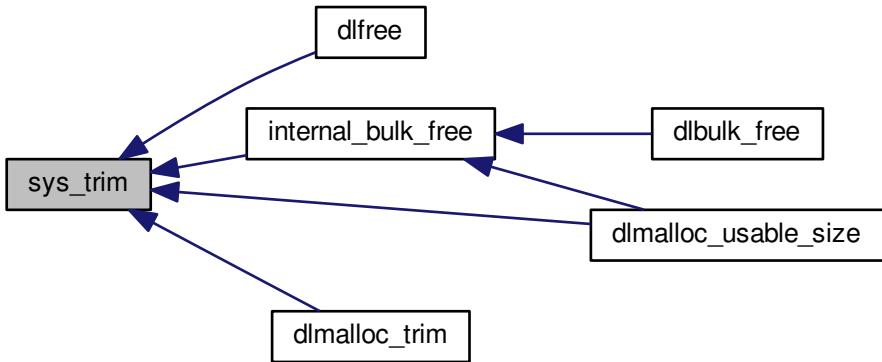 dlfree
internal_bulk_free
dlbulk_free
sys_trim
dlmalloc_usable_size
dlmalloc_trim